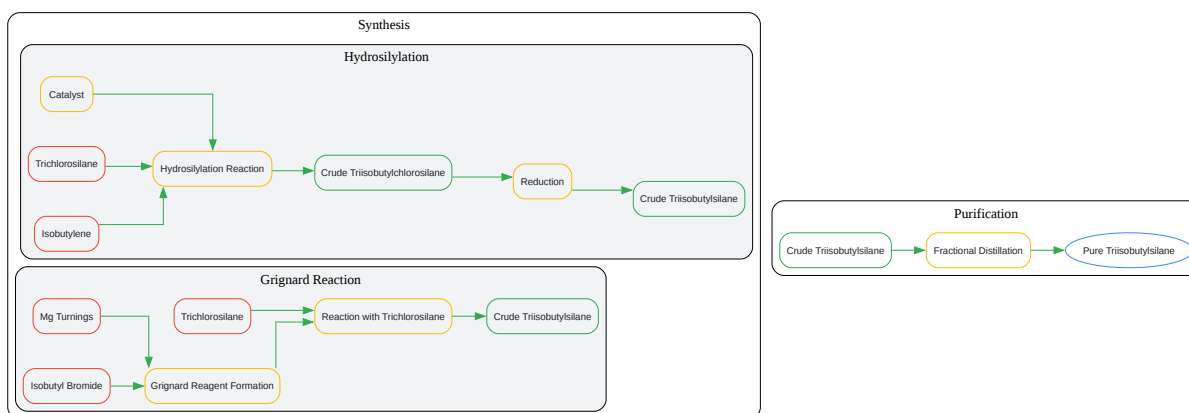 Synthesis
Hydrosilylation
Catalyst
Trichlorosilane
Hydrosilylation Reaction
Crude Triisobutylchlorosilane
Reduction
Crude Triisobutylsilane
Isobutylene
Grignard Reaction
Mg Turnings
Trichlorosilane
Reaction with Trichlorosilane
Crude Triisobutylsilane
Isobutyl Bromide
Grignard Reagent Formation
Purification
Crude Triisobutylsilane
Fractional Distillation
Pure Triisobutylsilane